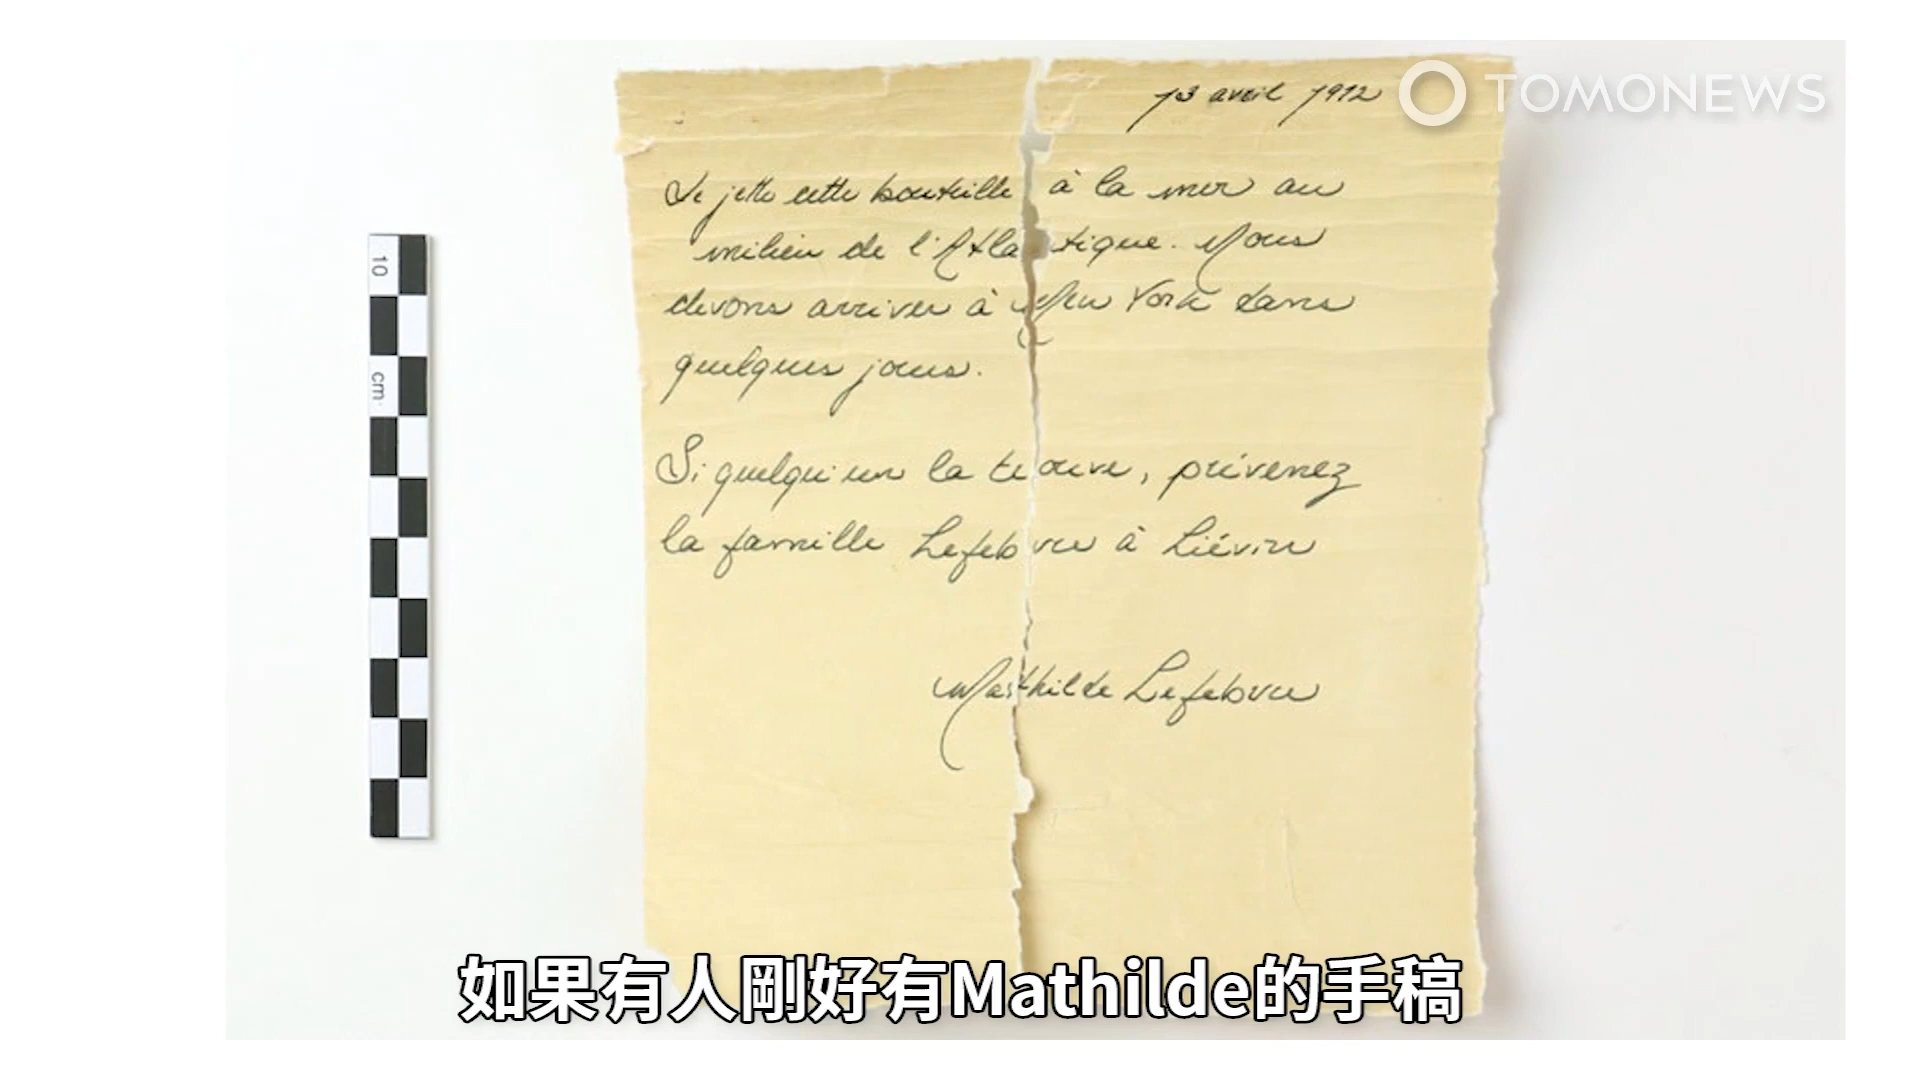 TOMONEWS
13 avril 1912
Je jette cette bouteille à la mer au
milieu de l'Atlantique. Nous
devons arriver à New York dans
quelques jours.
Si quelqu'un la trouve, prévenez
la famille Lefebvre à Liévin
Mathilde Lefebvre
10
cm
如果有人剛好有Mathilde的手稿